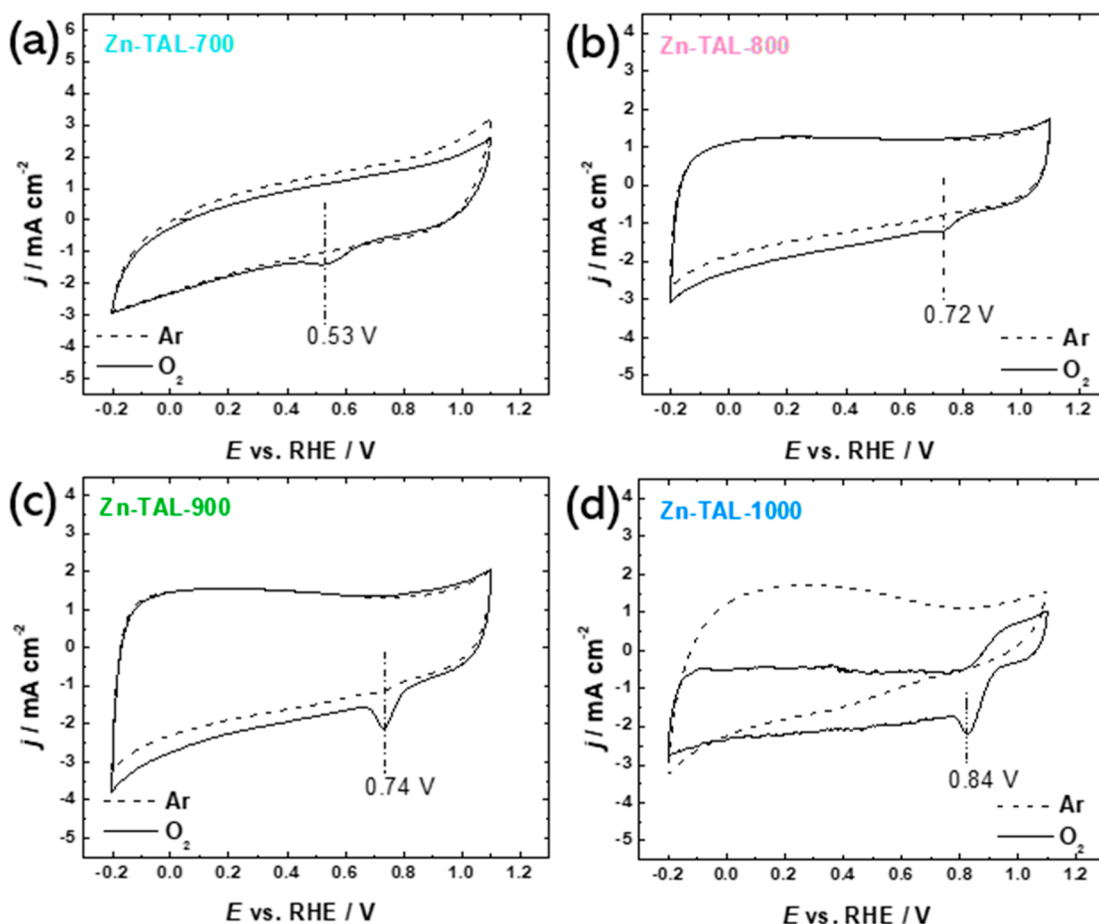 (a)
Zn-TAL-700
6
5
4
3
2
1
0
-1
-2
-3
-4
-5
j / mA cm⁻²
0.53 V
Ar
O₂
-0.2 0.0 0.2 0.4 0.6 0.8 1.0 1.2
E vs. RHE / V
(b)
Zn-TAL-800
4
3
2
1
0
-1
-2
-3
-4
-5
j / mA cm⁻²
0.72 V
Ar
O₂
-0.2 0.0 0.2 0.4 0.6 0.8 1.0 1.2
E vs. RHE / V
(c)
Zn-TAL-900
4
3
2
1
0
-1
-2
-3
-4
-5
j / mA cm⁻²
0.74 V
Ar
O₂
-0.2 0.0 0.2 0.4 0.6 0.8 1.0 1.2
E vs. RHE / V
(d)
Zn-TAL-1000
4
3
2
1
0
-1
-2
-3
-4
-5
j / mA cm⁻²
0.84 V
Ar
O₂
-0.2 0.0 0.2 0.4 0.6 0.8 1.0 1.2
E vs. RHE / V